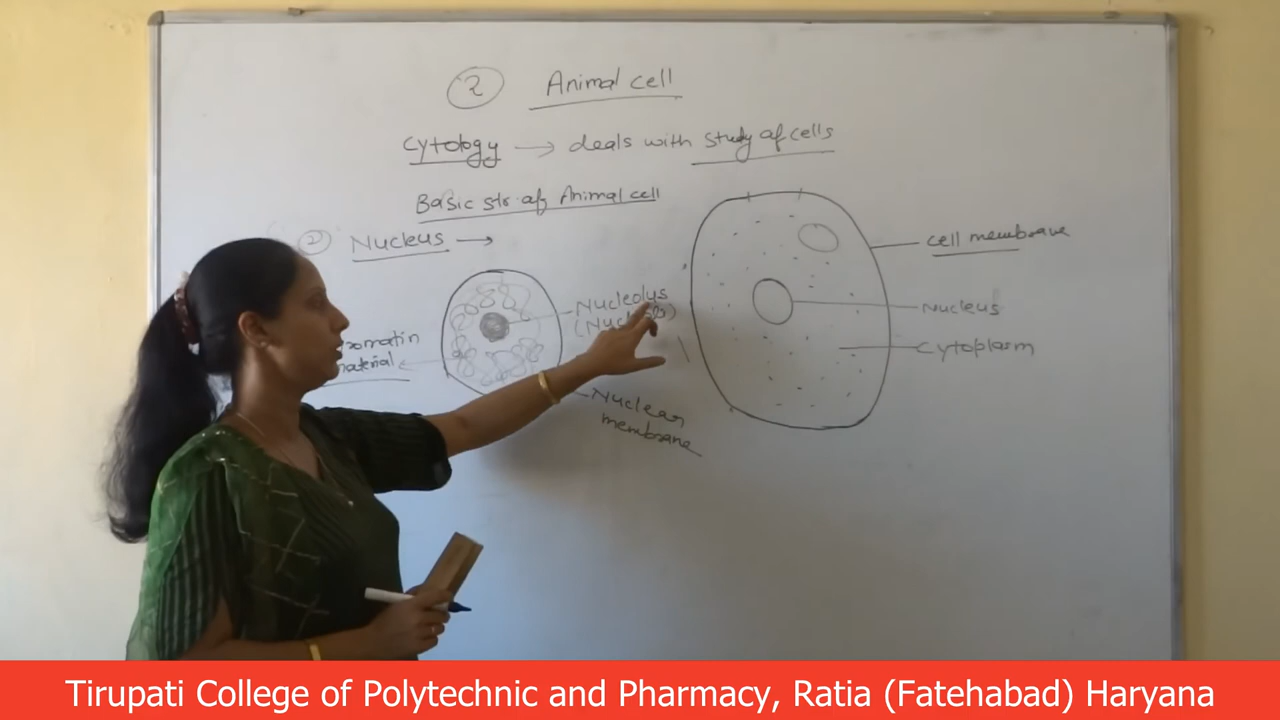 2 Animal cell
Cytology → deals with study of cells
Basic str. of Animal cell
2) Nucleus →
Nucleolus
material
Nuclear
membrane
cell membrane
Nucleus
Cytoplasm
Tirupati College of Polytechnic and Pharmacy, Ratia (Fatehabad) Haryana